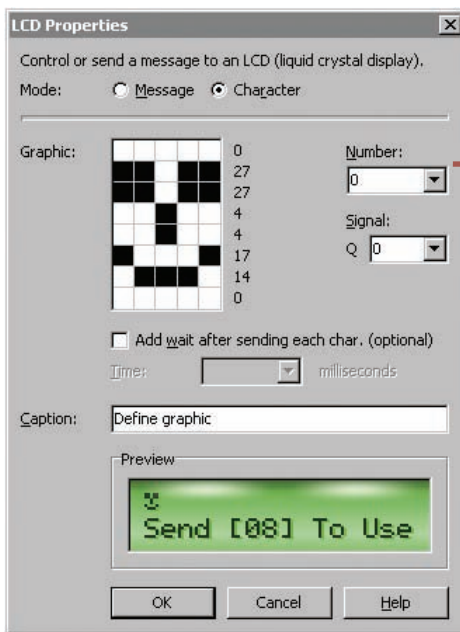 LCD Properties
Control or send a message to an LCD (liquid crystal display).
Mode: Message Character
Graphic: 0 Number:
27 0
27
4 Signal:
4 Q 0
17
14
0
Add wait after sending each char. (optional)
Time: milliseconds
Caption: Define graphic
Preview
Send [08] To Use
OK Cancel Help